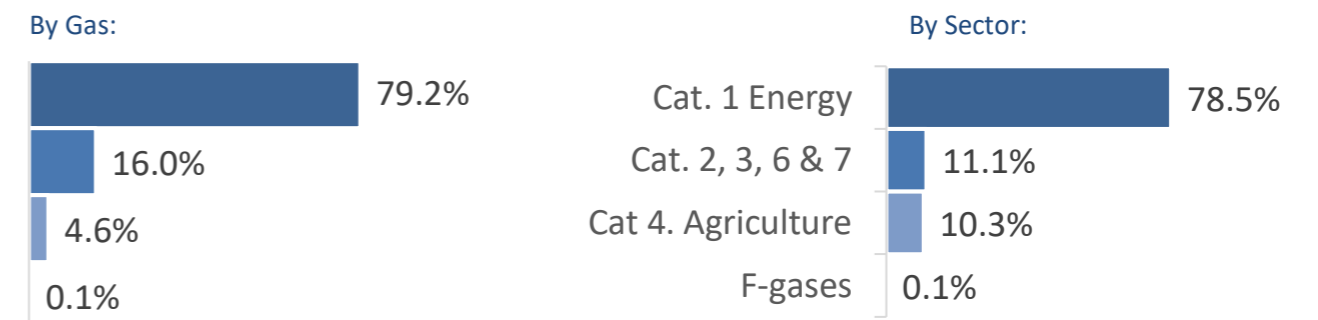 By Gas:
79.2%
16.0%
4.6%
0.1%
By Sector:
Cat. 1 Energy 78.5%
Cat. 2, 3, 6 & 7 11.1%
Cat 4. Agriculture 10.3%
F-gases 0.1%